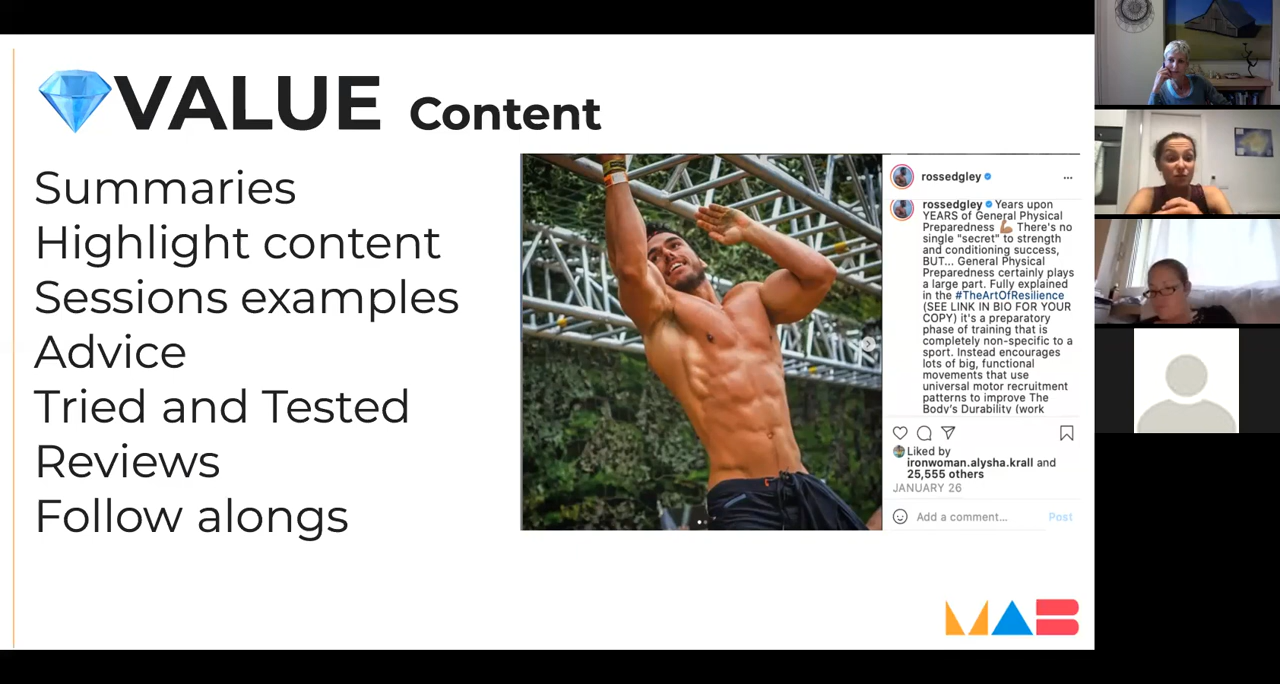 VALUE Content
Summaries
Highlight content
Sessions examples
Advice
Tried and Tested
Reviews
Follow alongs
rossedgley
...
rossedgley Years upon
YEARS of General Physical
Preparedness 💪🏽 There's no
single "secret" to strength
and conditioning success,
BUT... General Physical
Preparedness certainly plays
a large part. Fully explained
in the #TheArtOfResilience
(SEE LINK IN BIO FOR YOUR
COPY) it's a preparatory
phase of training that is
completely non-specific to a
sport. Instead encourages
lots of big, functional
movements that use
universal motor recruitment
patterns to improve The
Body's Durability (work
Liked by
ironwoman.alysha.krall and
25,555 others
JANUARY 26
Add a comment... Post
MAB